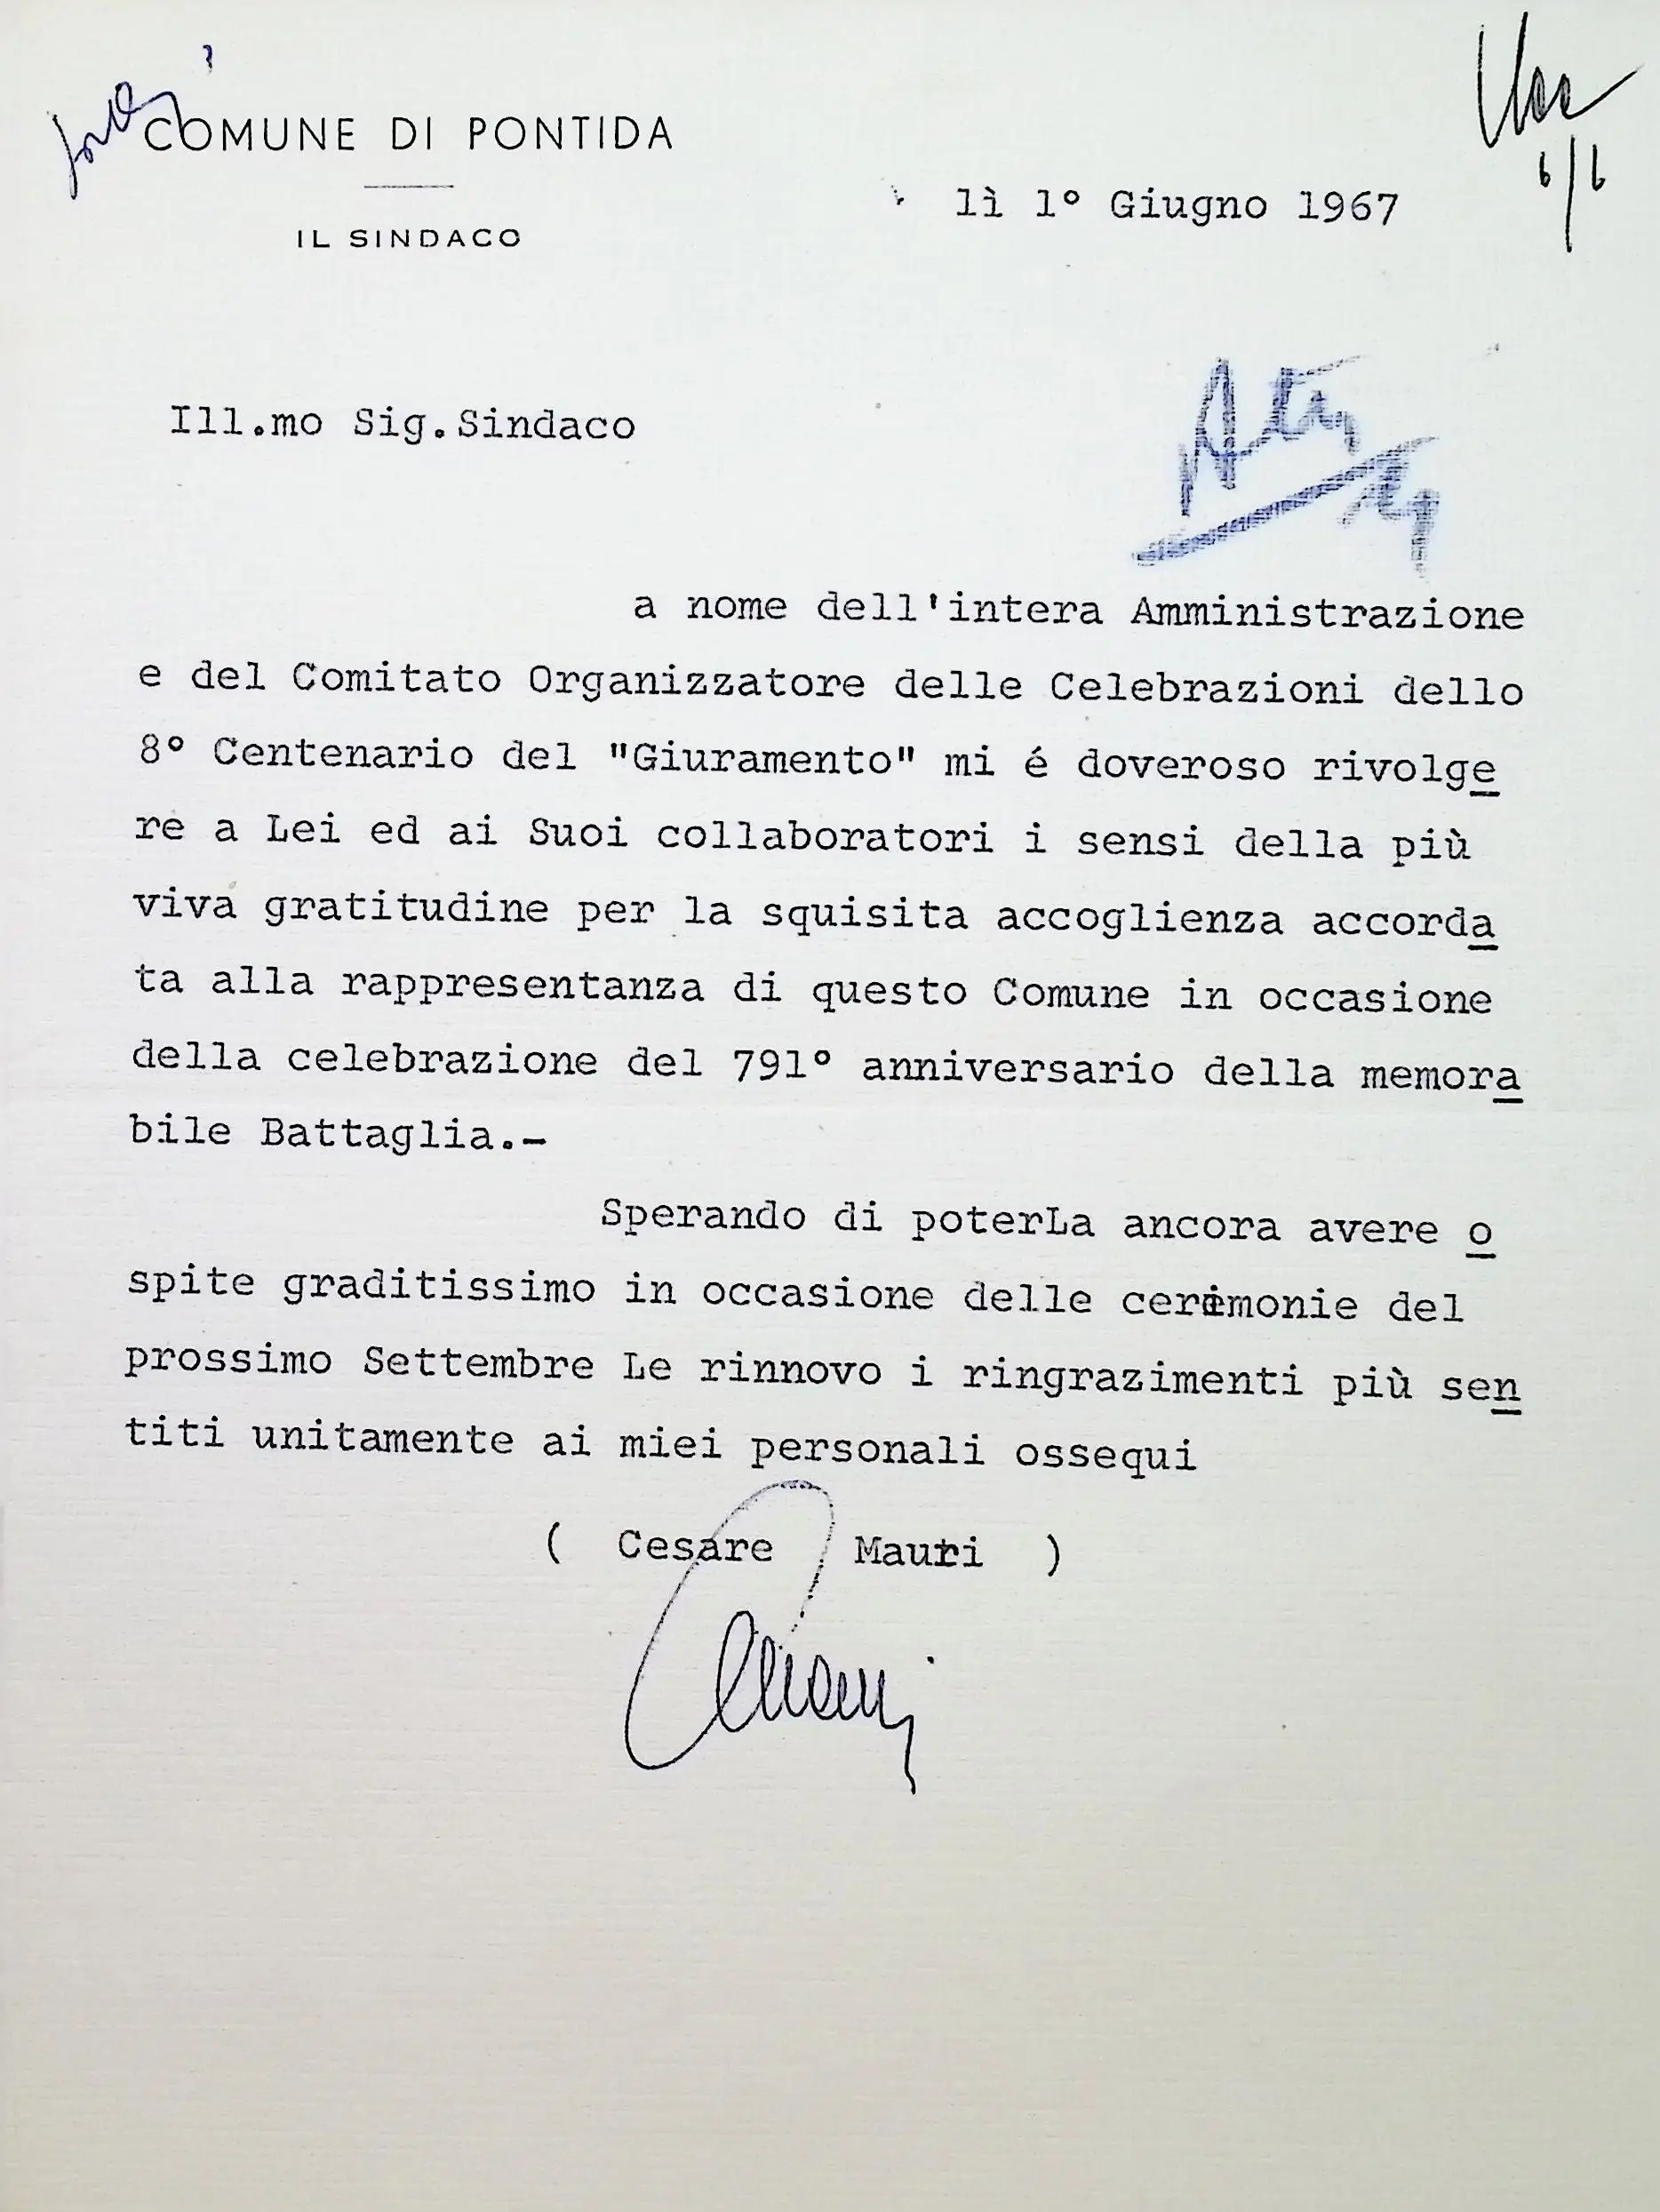 COMUNE DI PONTIDA
IL SINDACO
lì 1° Giugno 1967
6/6
Ill.mo Sig.Sindaco
a nome dell'intera Amministrazione
e del Comitato Organizzatore delle Celebrazioni dello
8° Centenario del "Giuramento" mi é doveroso rivolge
re a Lei ed ai Suoi collaboratori i sensi della più
viva gratitudine per la squisita accoglienza accorda
ta alla rappresentanza di questo Comune in occasione
della celebrazione del 791° anniversario della memora
bile Battaglia.-
Sperando di poterLa ancora avere o
spite graditissimo in occasione delle cerimonie del
prossimo Settembre Le rinnovo i ringrazimenti più sen
titi unitamente ai miei personali ossequi
( Cesare Mauri )